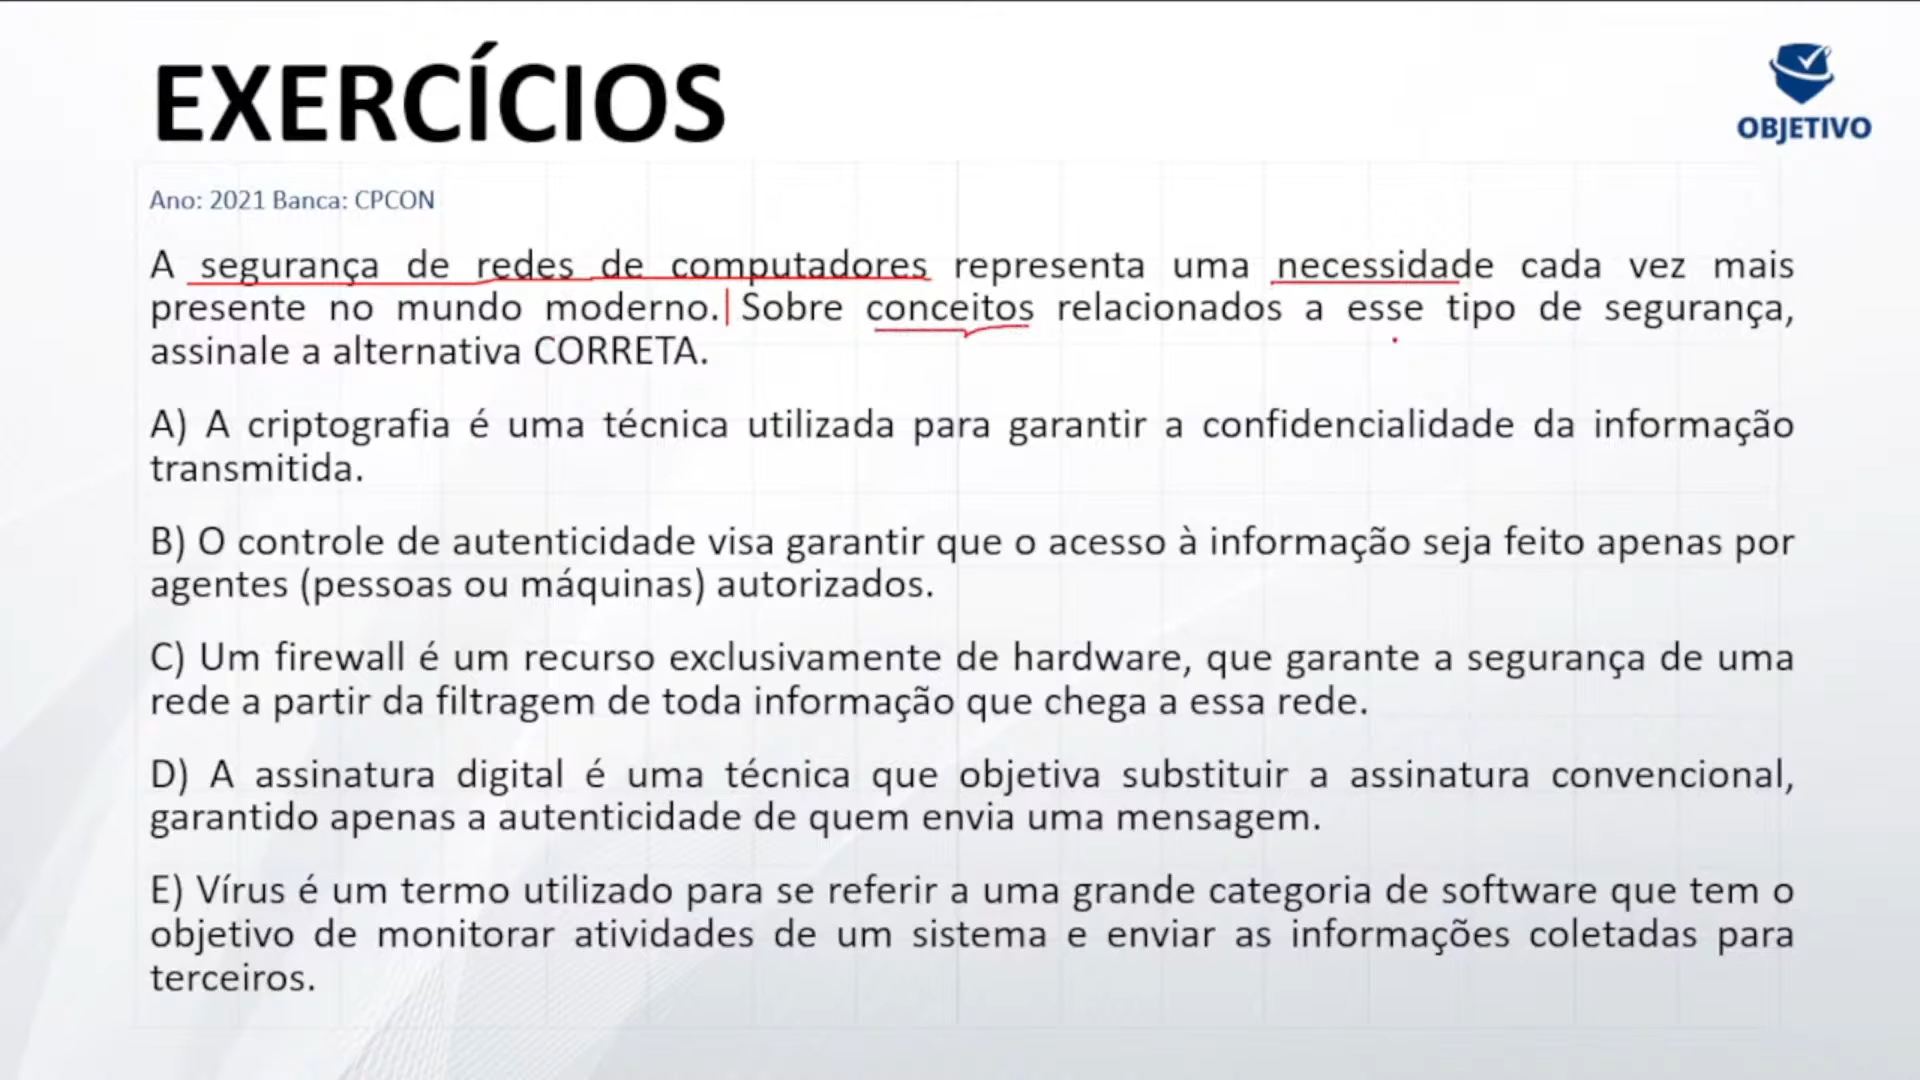 EXERCÍCIOS
OBJETIVO
Ano: 2021 Banca: CPCON
A segurança de redes de computadores representa uma necessidade cada vez mais
presente no mundo moderno. Sobre conceitos relacionados a esse tipo de segurança,
assinale a alternativa CORRETA.
A) A criptografia é uma técnica utilizada para garantir a confidencialidade da informação
transmitida.
B) O controle de autenticidade visa garantir que o acesso à informação seja feito apenas por
agentes (pessoas ou máquinas) autorizados.
C) Um firewall é um recurso exclusivamente de hardware, que garante a segurança de uma
rede a partir da filtragem de toda informação que chega a essa rede.
D) A assinatura digital é uma técnica que objetiva substituir a assinatura convencional,
garantido apenas a autenticidade de quem envia uma mensagem.
E) Vírus é um termo utilizado para se referir a uma grande categoria de software que tem o
objetivo de monitorar atividades de um sistema e enviar as informações coletadas para
terceiros.